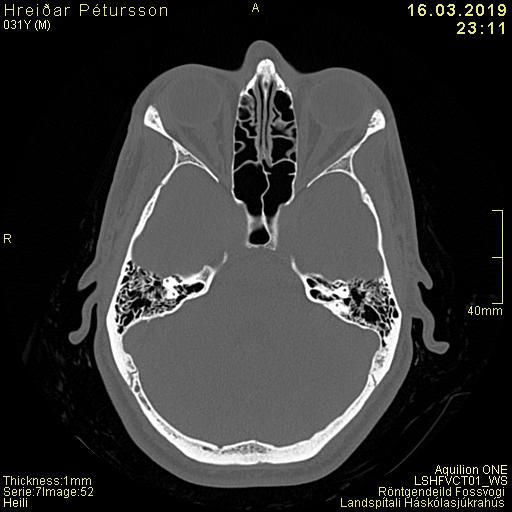 Hreiðar Pétursson
031Y (M)
A
16.03.2019
23:11
R
40mm
Thickness:1mm
Serie:7Image:52
Heili
Aquilion ONE
LSHFVCT01_WS
Röntgendeild Fossvogi
Landspítali Háskólasjúkrahús